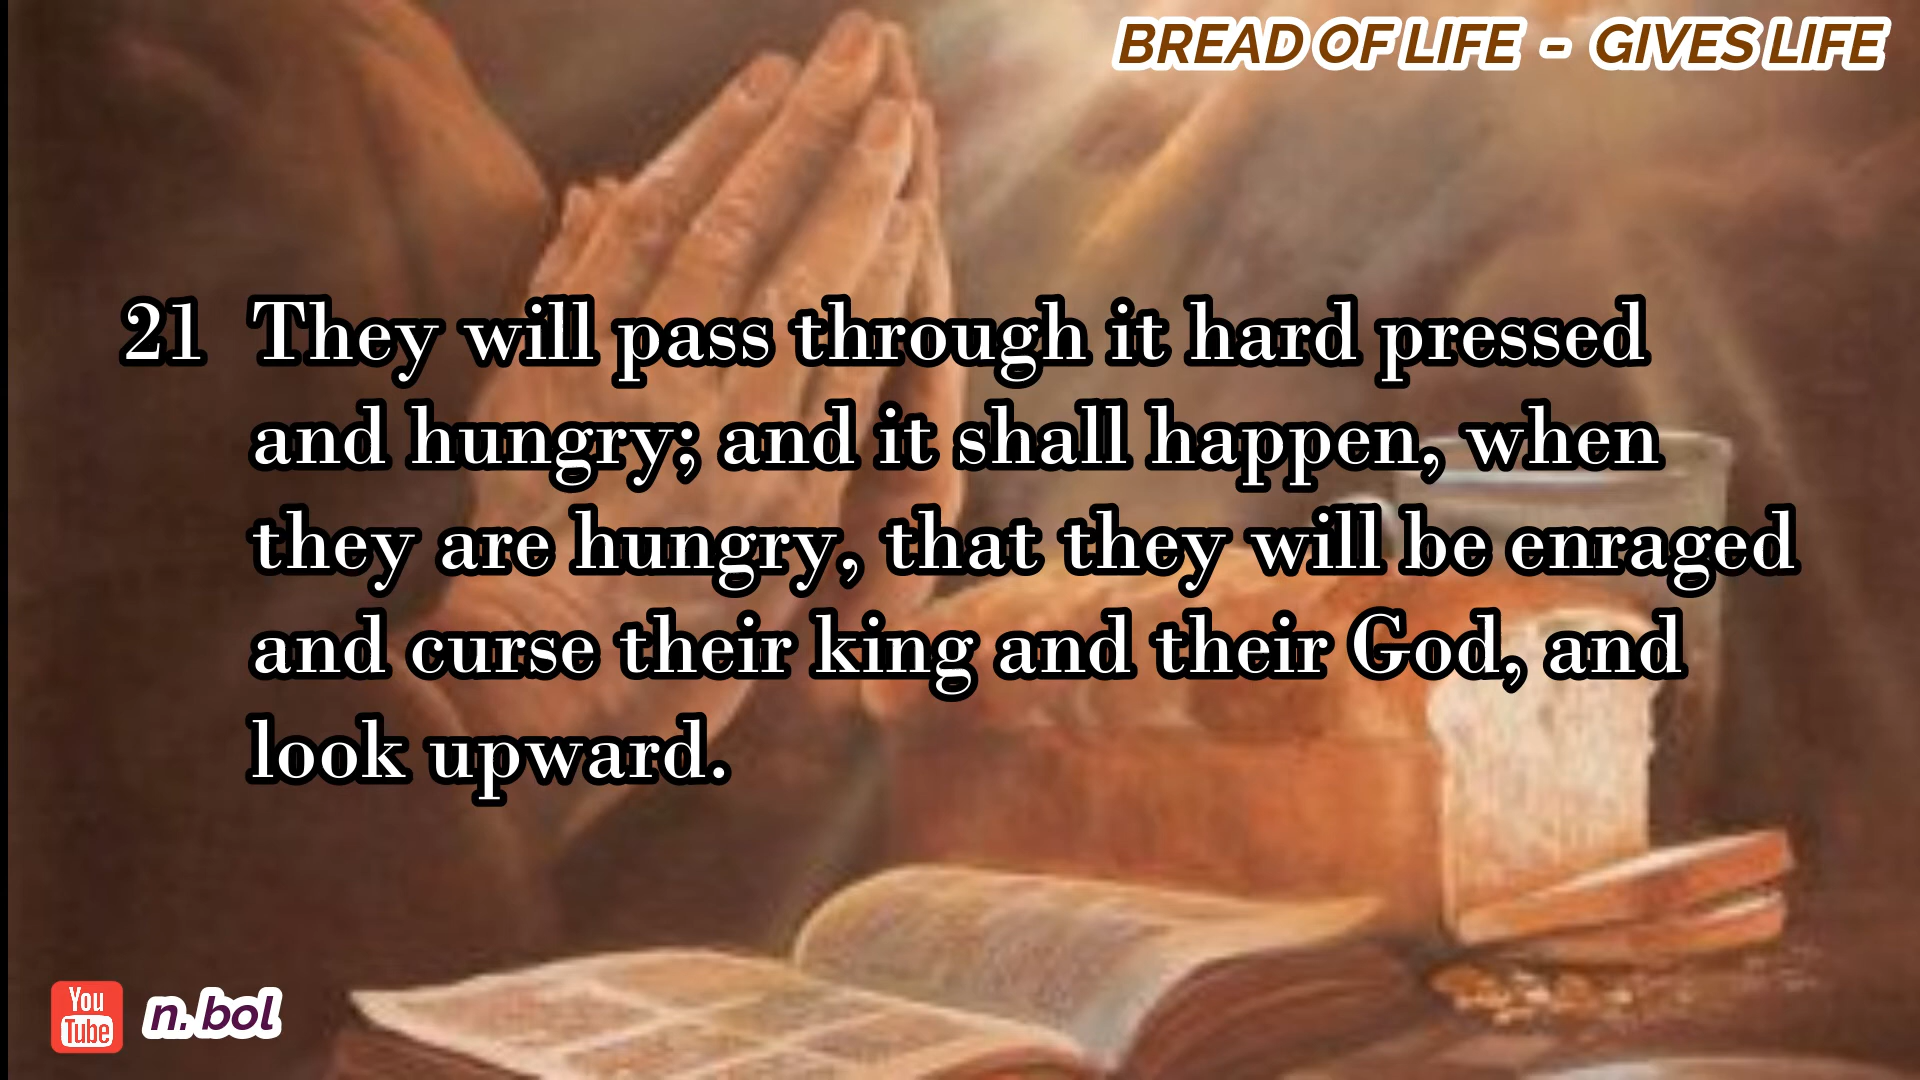 BREAD OF LIFE - GIVES LIFE
21 They will pass through it hard pressed
and hungry; and it shall happen, when
they are hungry, that they will be enraged
and curse their king and their God, and
look upward.
You
Tube
n.bol